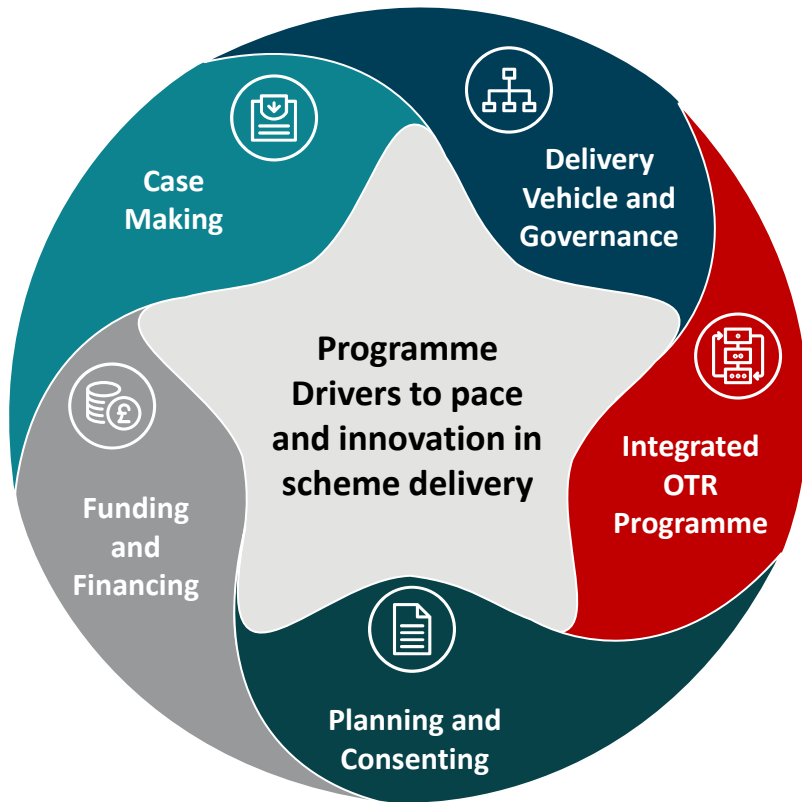 Case
Making
Delivery
Vehicle and
Governance
Programme
Drivers to pace
and innovation in
scheme delivery
£
Integrated
OTR
Programme
Funding
and
Financing
Planning and
Consenting